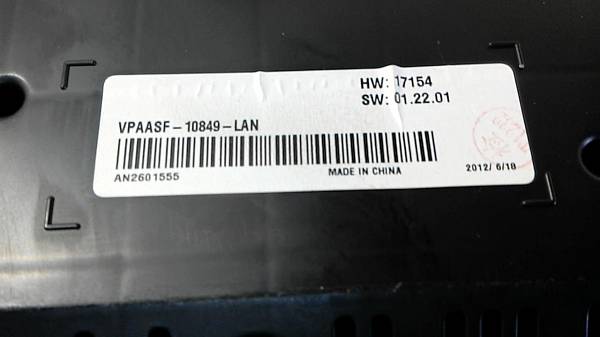 HW: 17154
SW: 01.22.01
VPAASF-10849-LAN
AN2601555
MADE IN CHINA
2012/ 6/18